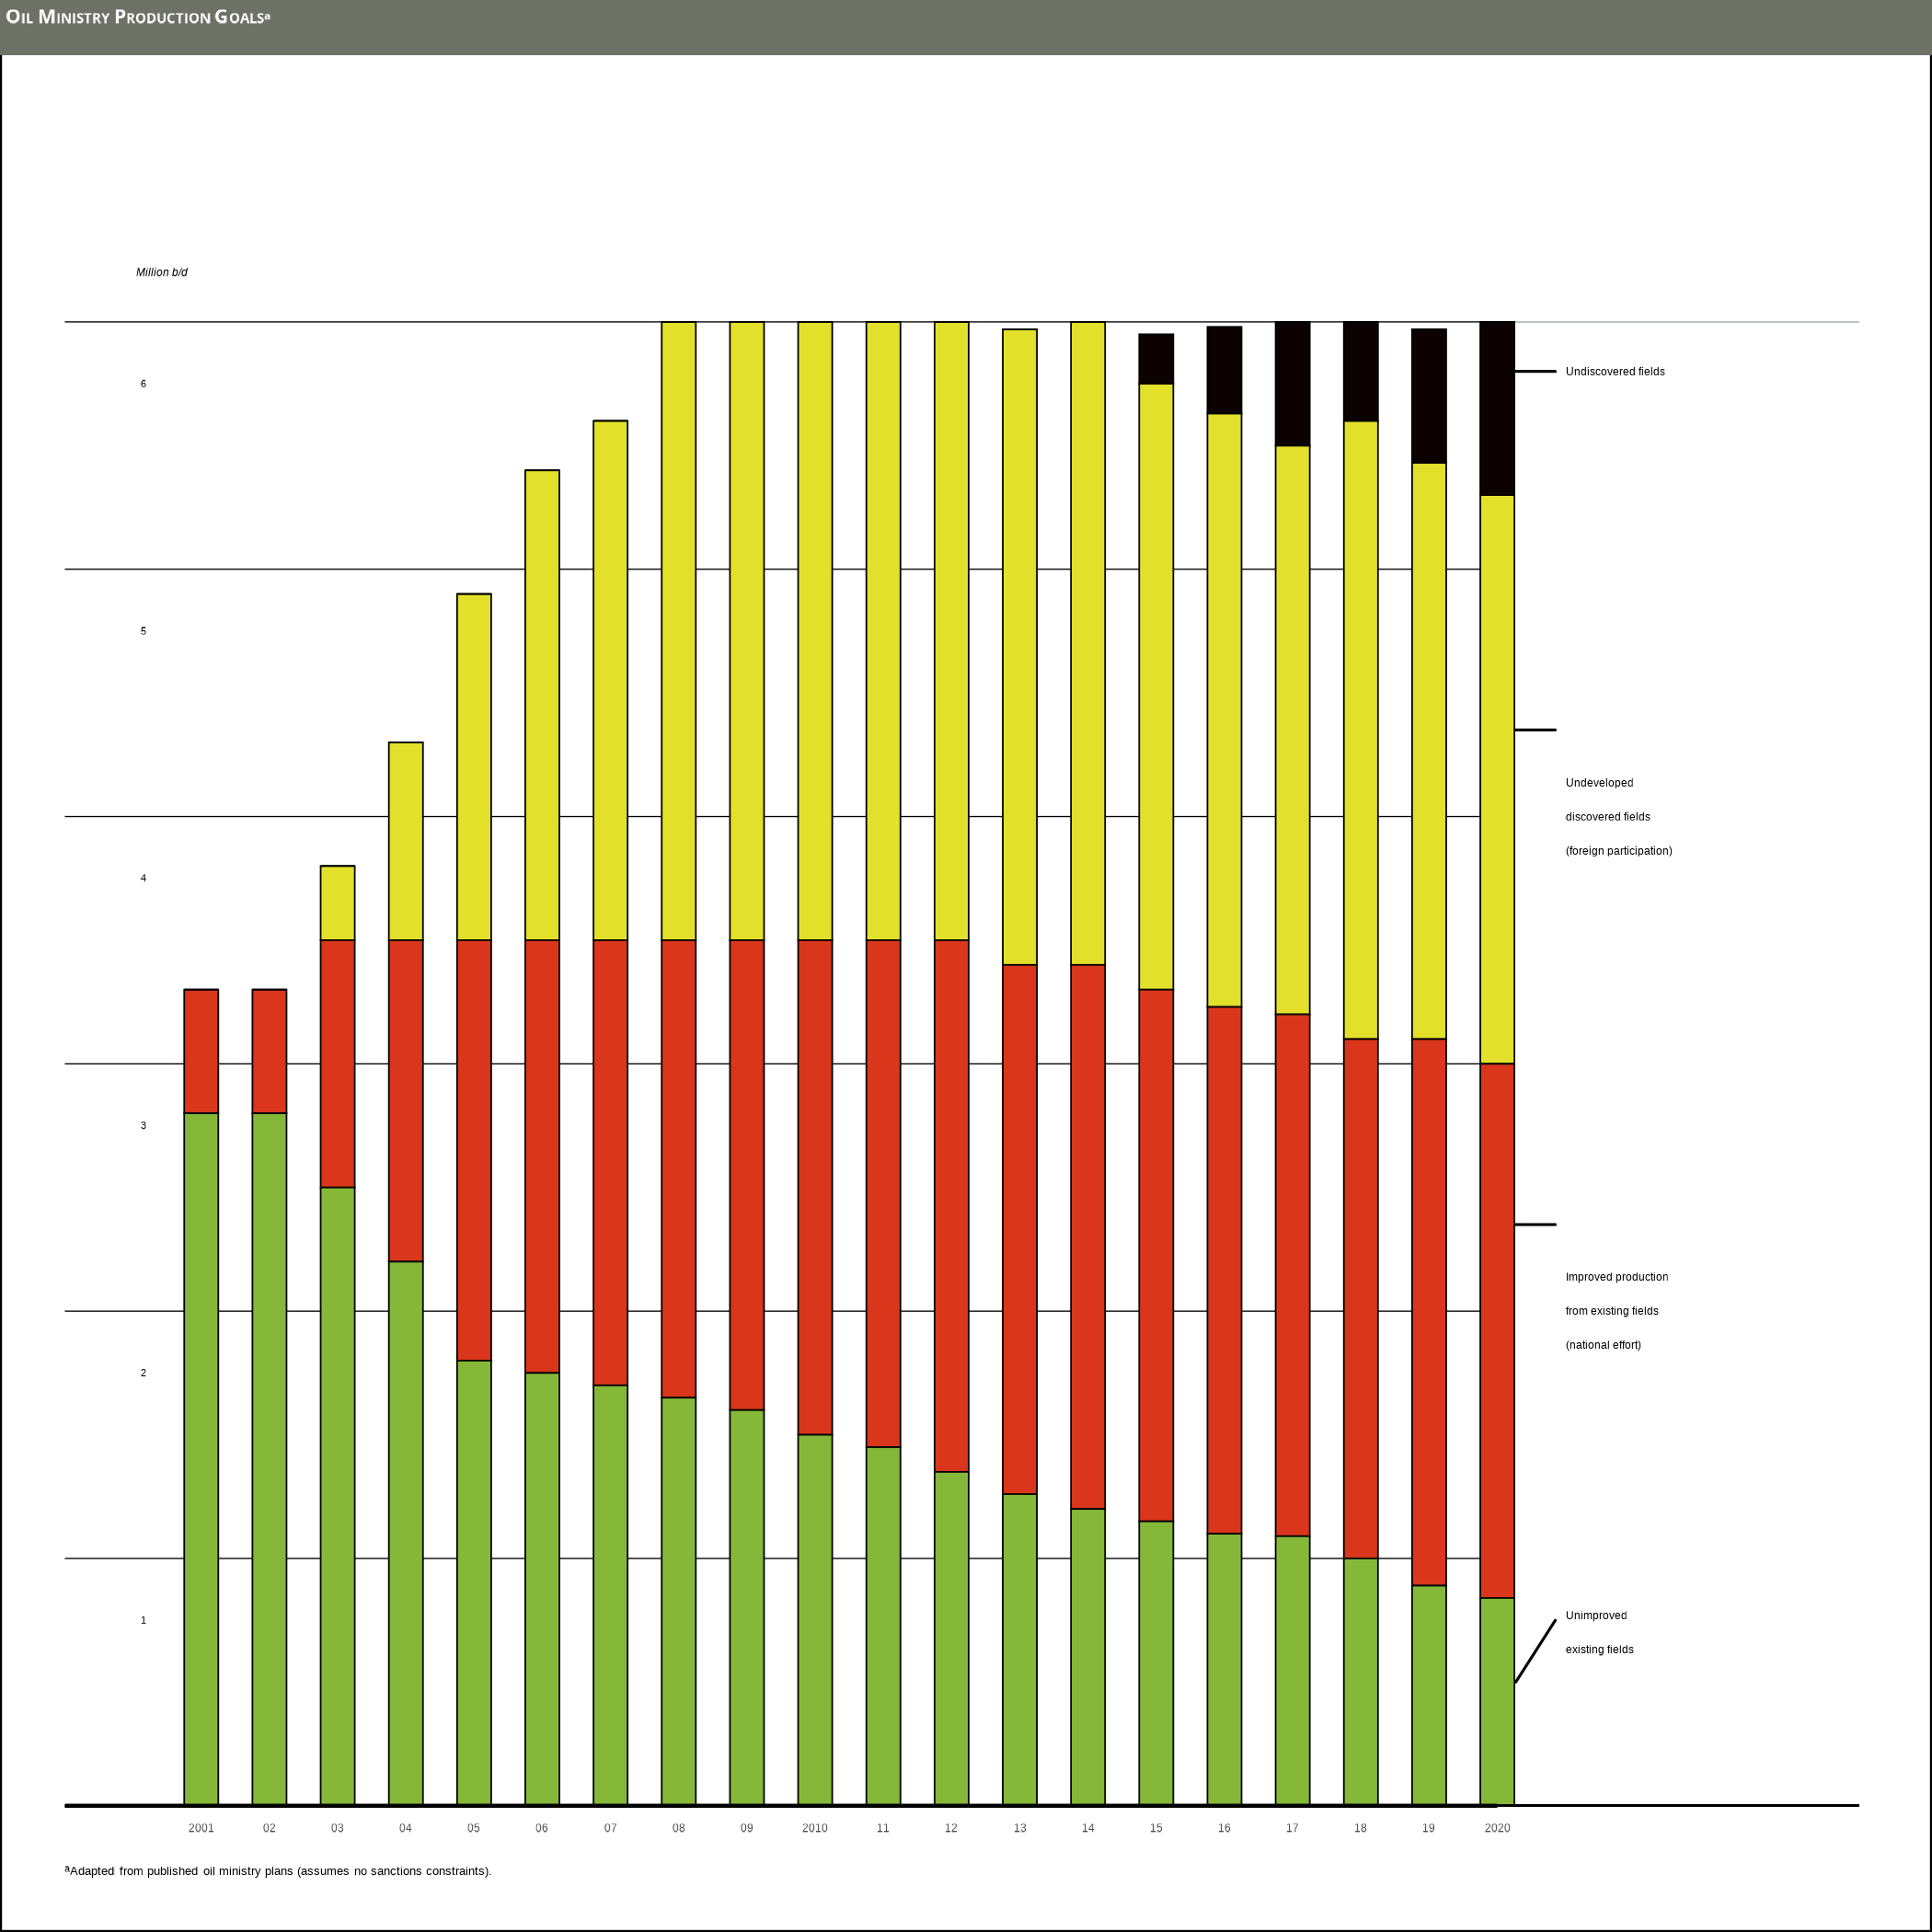 Oil Ministry Production Goalsª
Million b/d
6
5
4
3
2
1
Undiscovered fields
Undeveloped
discovered fields
(foreign participation)
Improved production
from existing fields
(national effort)
Unimproved
existing fields
2001 02 03 04 05 06 07 08 09 2010 11 12 13 14 15 16 17 18 19 2020
ªAdapted from published oil ministry plans (assumes no sanctions constraints).